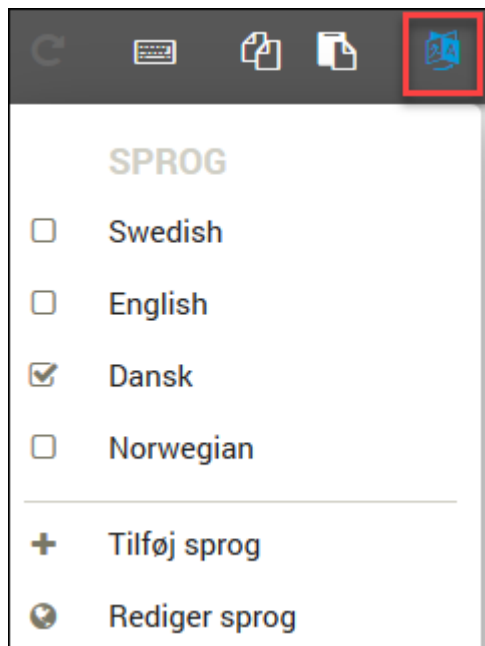 SPROG
Swedish
English
Dansk
Norwegian
Tilføj sprog
Rediger sprog